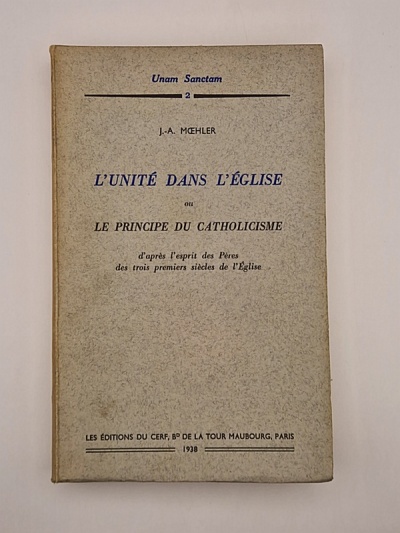 Unam Sanctam
2
J.-A. MŒHLER
L'UNITÉ DANS L'ÉGLISE
ou
LE PRINCIPE DU CATHOLICISME
d'après l'esprit des Pères
des trois premiers siècles de l'Église
LES ÉDITIONS DU CERF, Bᴰ DE LA TOUR MAUBOURG, PARIS
1938